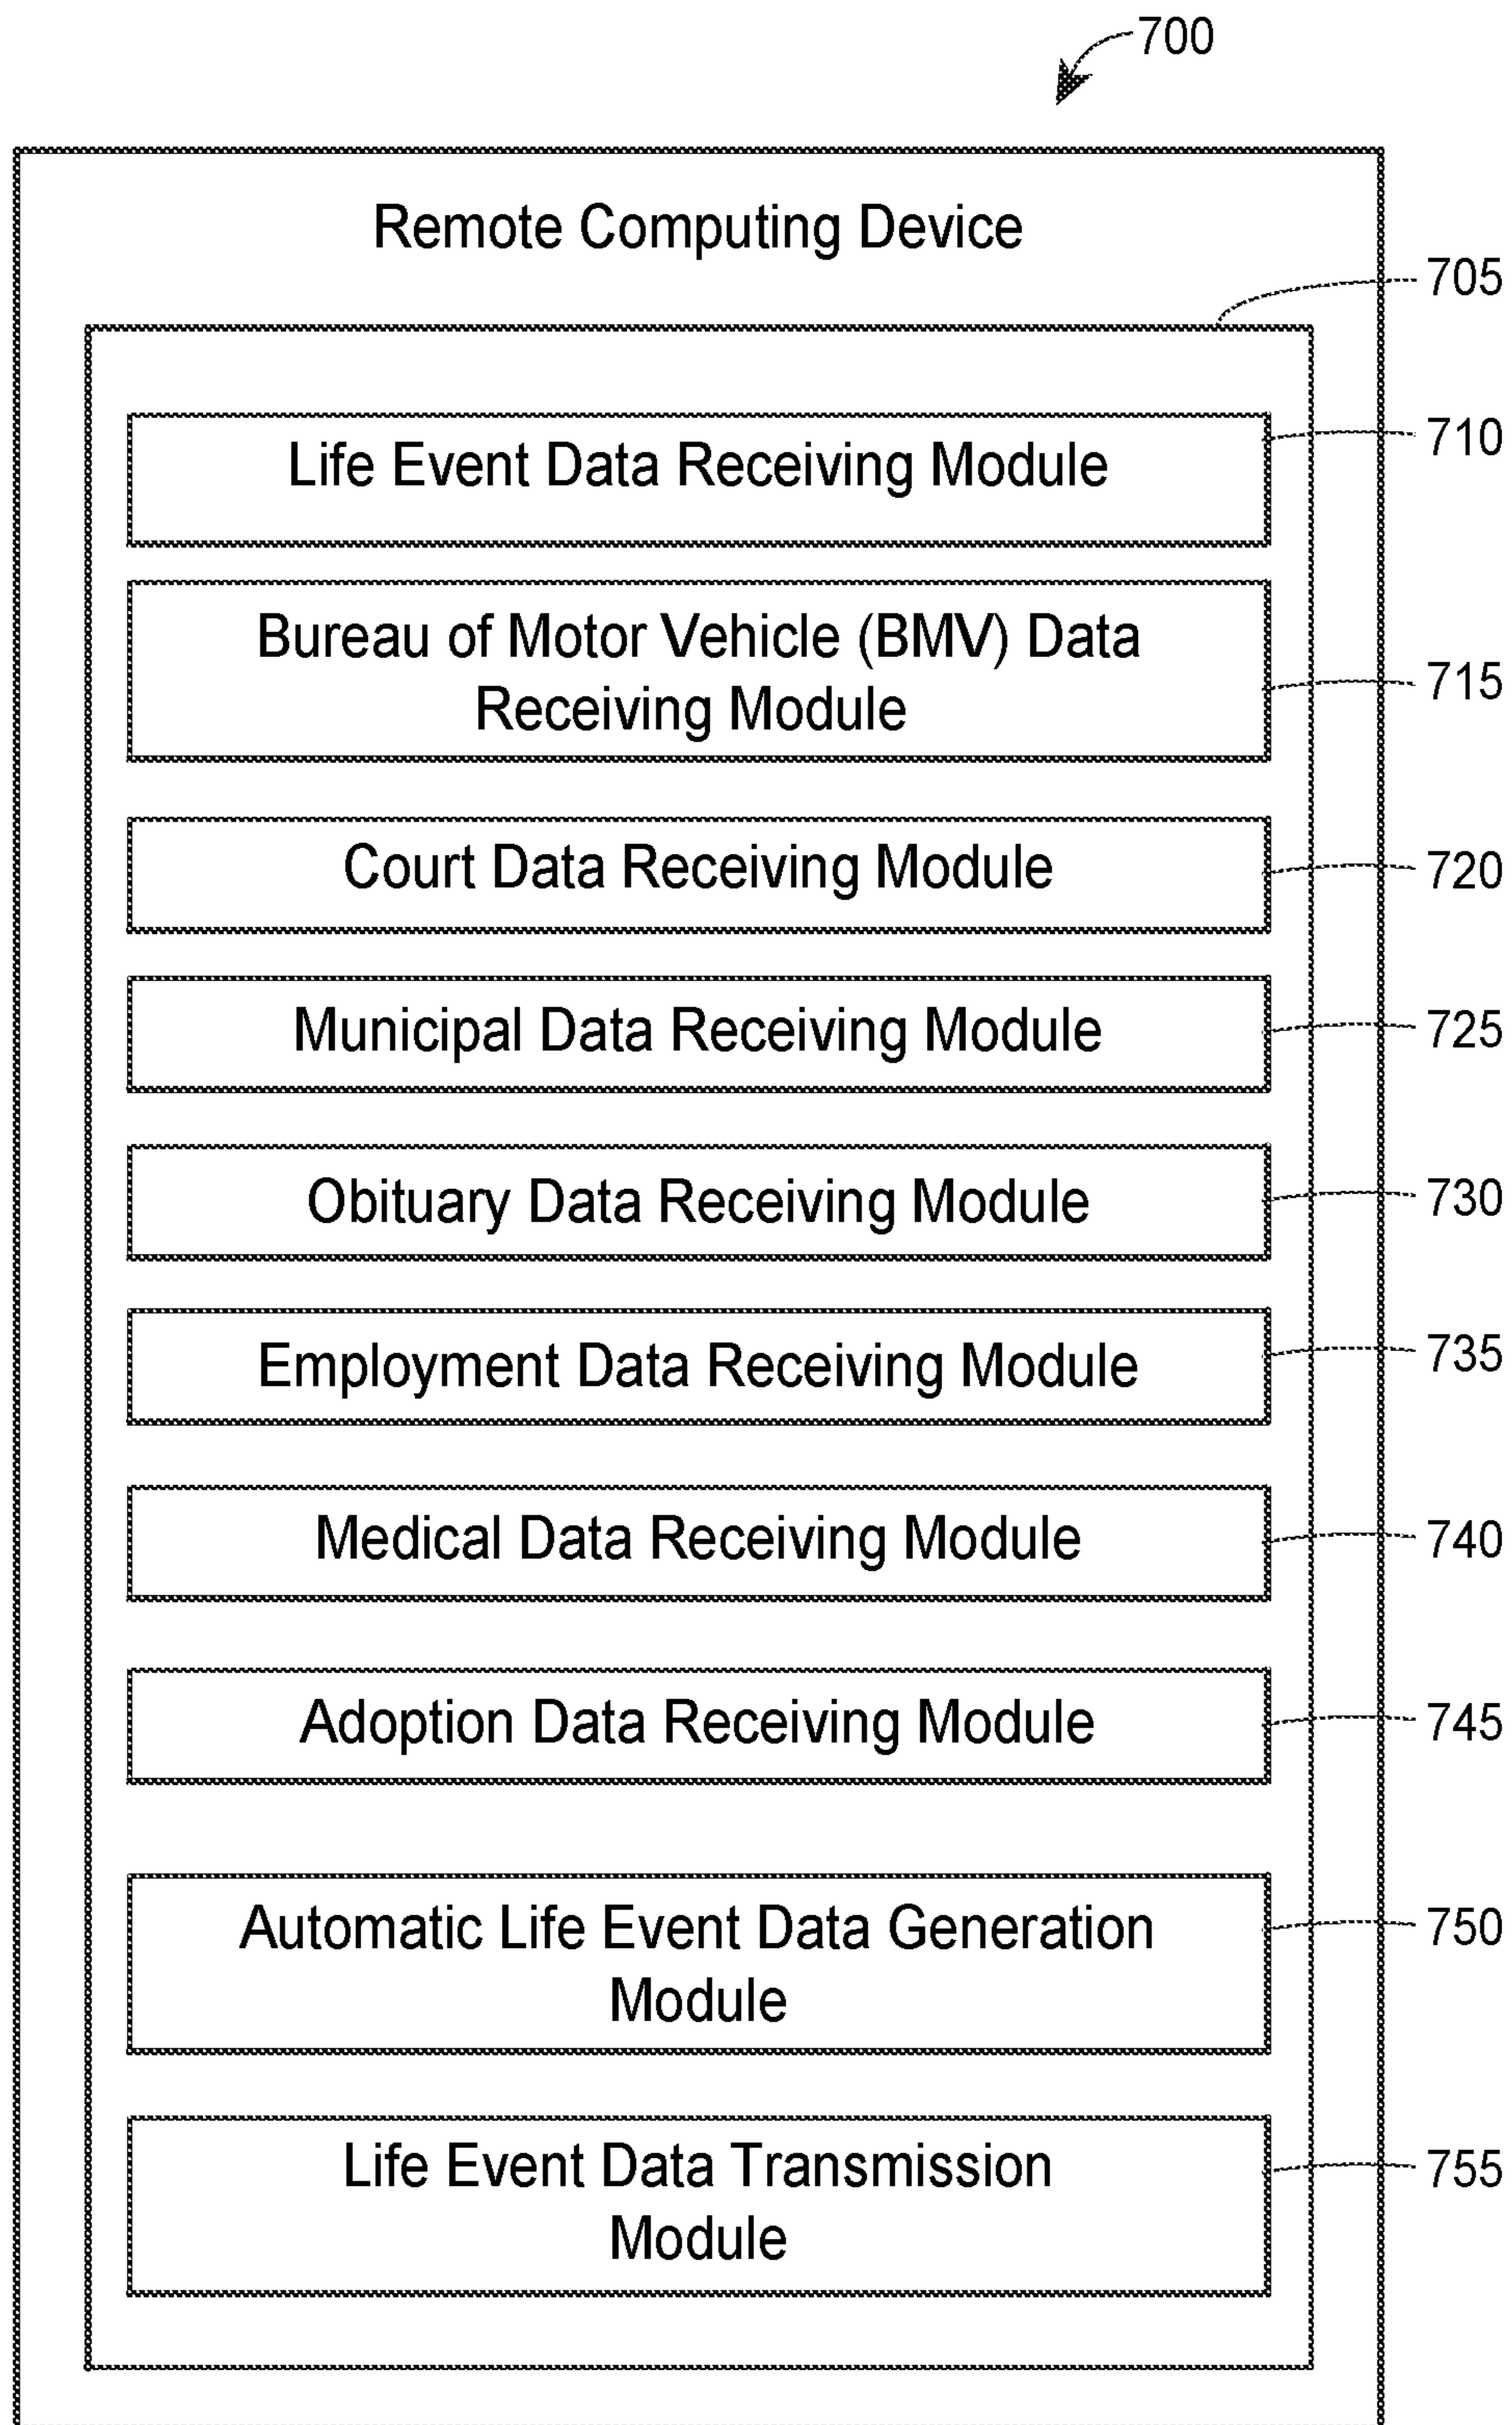 700
Remote Computing Device
705
Life Event Data Receiving Module
710
Bureau of Motor Vehicle (BMV) Data
Receiving Module
715
Court Data Receiving Module
720
Municipal Data Receiving Module
725
Obituary Data Receiving Module
730
Employment Data Receiving Module
735
Medical Data Receiving Module
740
Adoption Data Receiving Module
745
Automatic Life Event Data Generation
Module
750
Life Event Data Transmission
Module
755